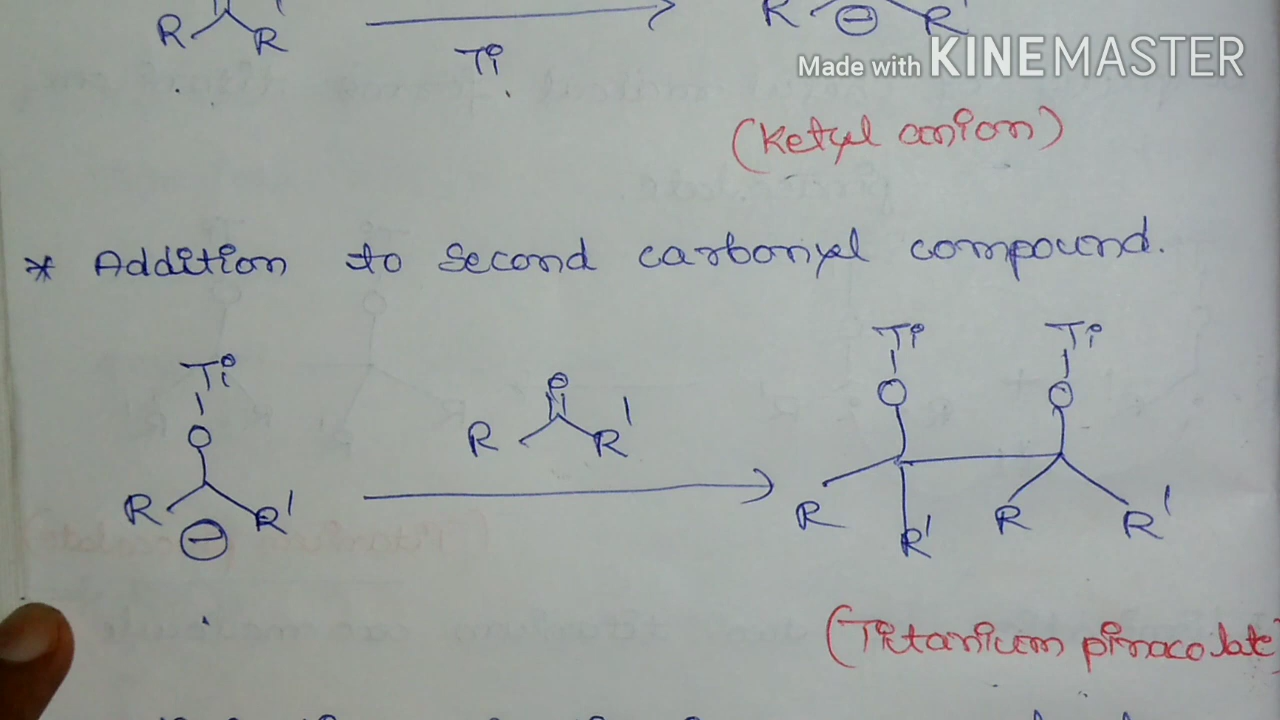 R R'
Ti
R ⊖ R'
Made with KINEMASTER
(Ketyl anion)
* Addition to second carbonyl compound.
Ti Ti Ti
O O O O
R R' R R' R R' R R'
⊖
(Titanium pinacolate)